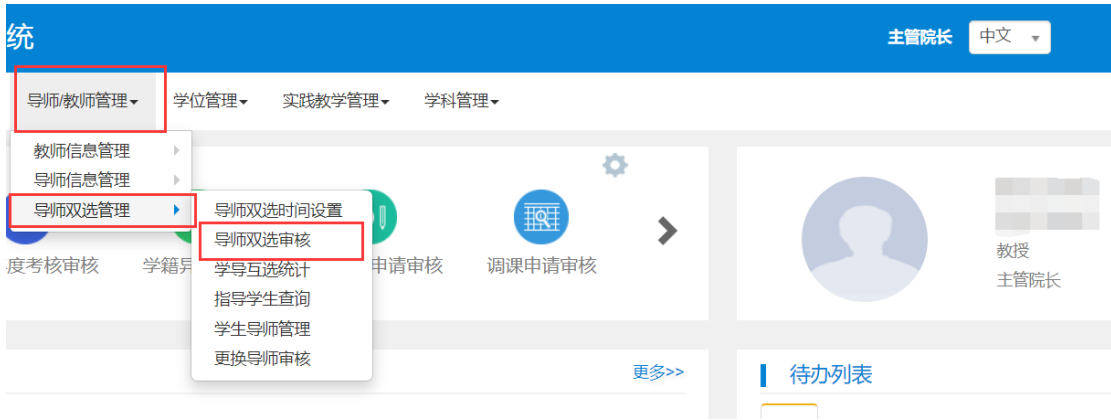 统
主管院长 中文
导师/教师管理 学位管理 实践教学管理 学科管理
教师信息管理
导师信息管理
导师双选管理
导师双选时间设置
导师双选审核
学导互选统计
指导学生查询
学生导师管理
更换导师审核
度考核审核 学籍异 申请审核 调课申请审核
教授
主管院长
更多>>
待办列表